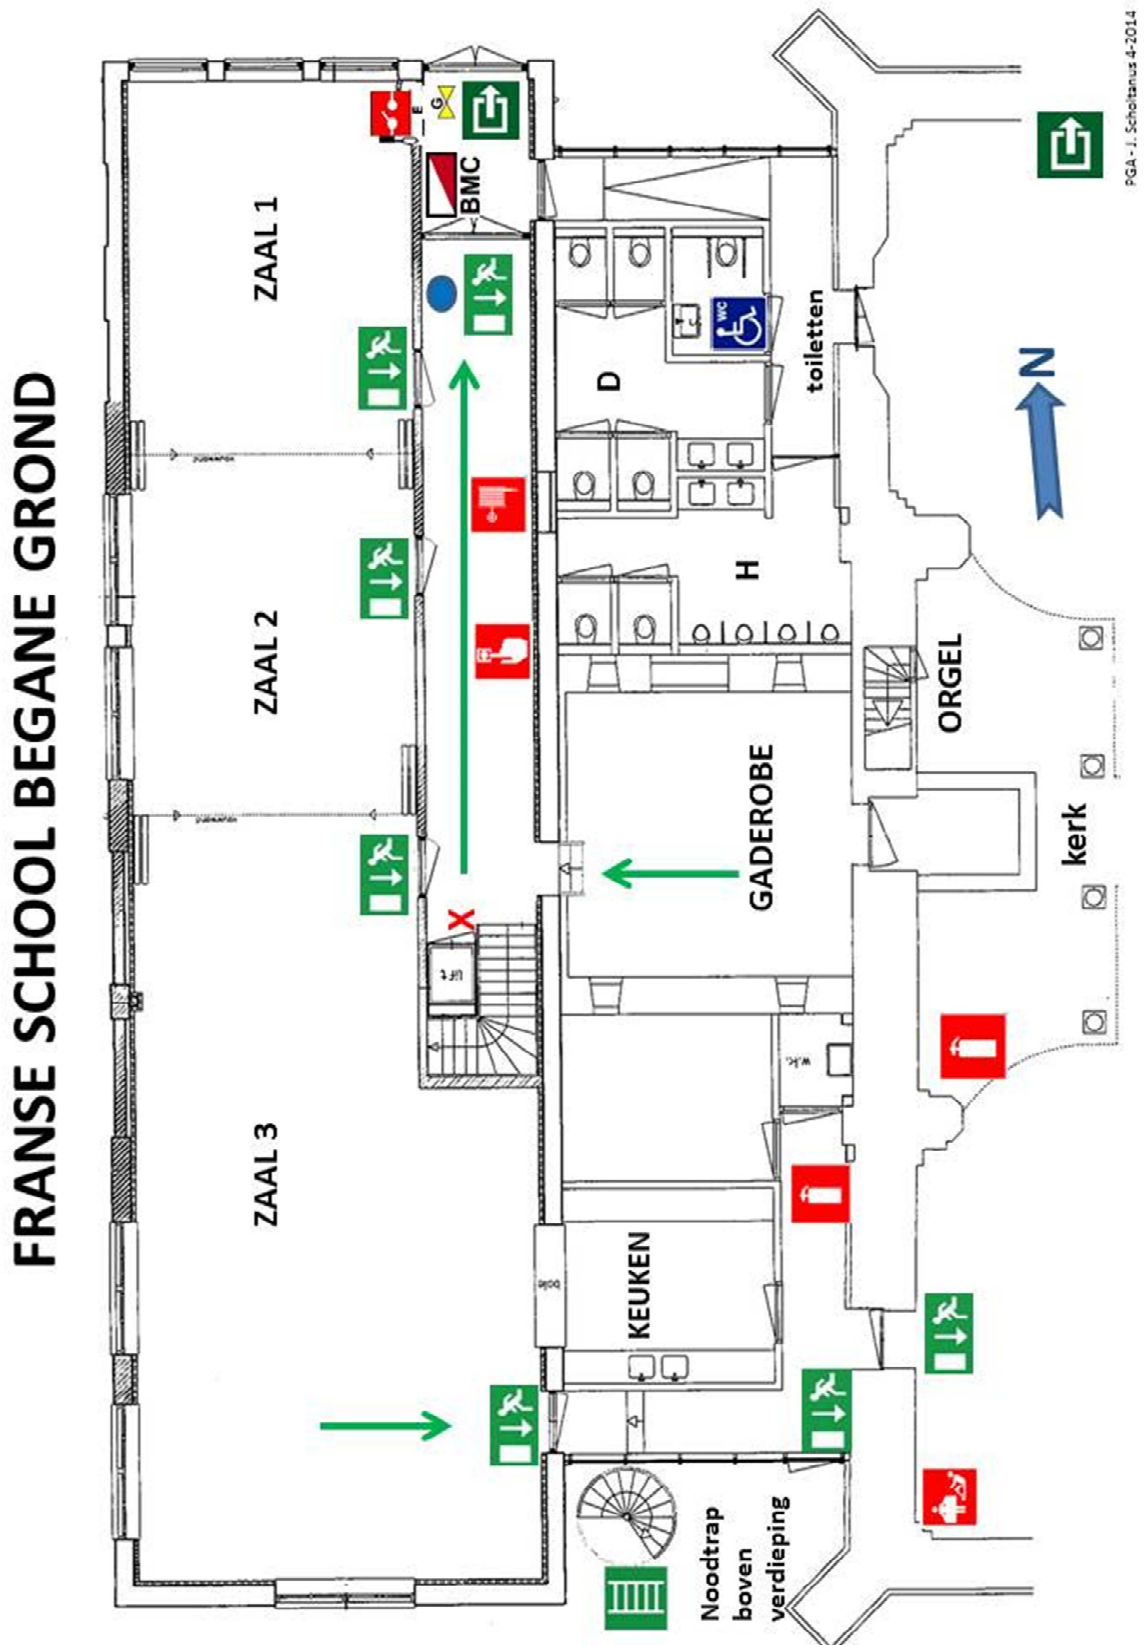 FRANSE SCHOOL BEGANE GROND
ZAAL 3
ZAAL 2
ZAAL 1
lift
X
E
G
BMC
KEUKEN
w.k.
GADEROBE
H
D
WC
toiletten
Noodtrap
boven
verdieping
ORGEL
kerk
N
PGA - J. Scholtanus 4-2014